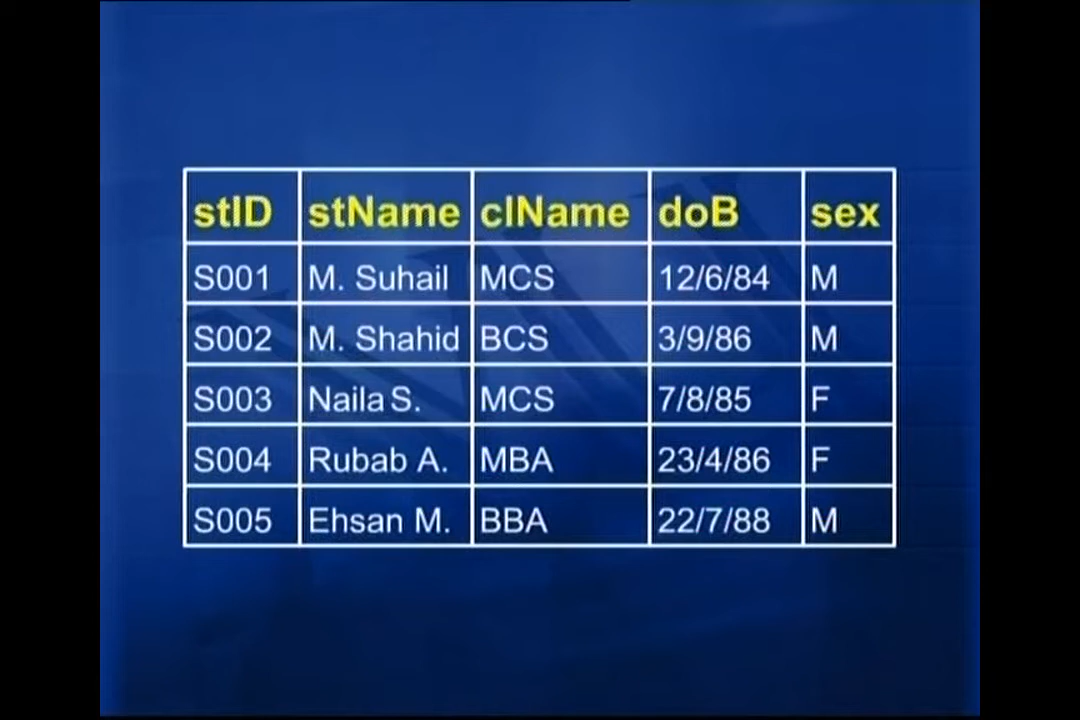 stID stName clName doB sex
S001 M. Suhail MCS 12/6/84 M
S002 M. Shahid BCS 3/9/86 M
S003 Naila S. MCS 7/8/85 F
S004 Rubab A. MBA 23/4/86 F
S005 Ehsan M. BBA 22/7/88 M